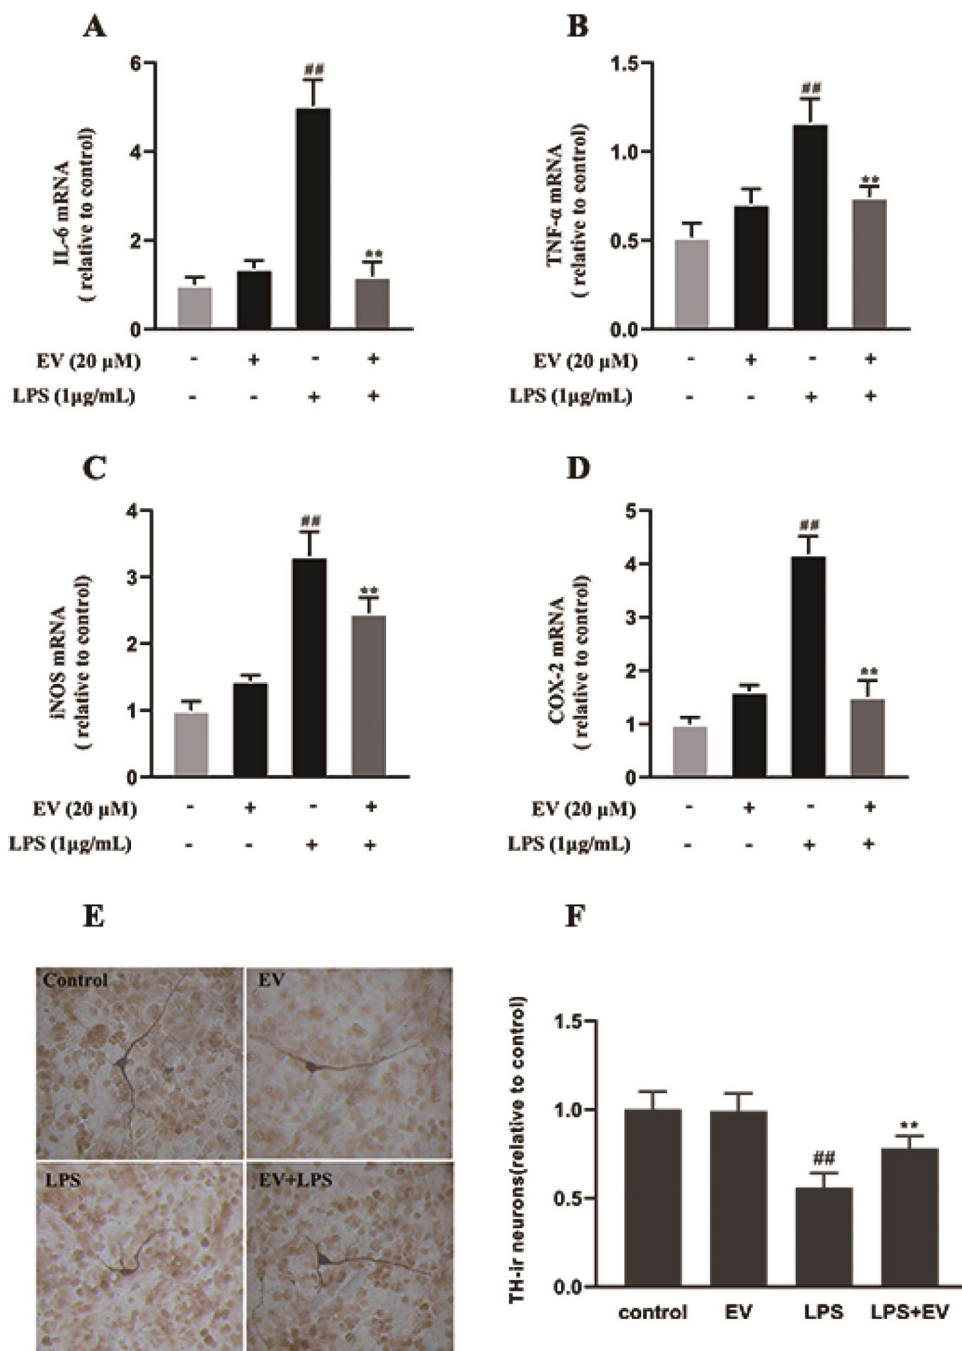 A
6
4
2
0
IL-6 mRNA
( relative to control)
##
**
EV (20 μM) - + - +
LPS (1μg/mL) - - + +
B
1.5
1.0
0.5
0.0
TNF-α mRNA
( relative to control)
##
**
EV (20 μM) - + - +
LPS (1μg/mL) - - + +
C
4
3
2
1
0
iNOS mRNA
( relative to control)
##
**
EV (20 μM) - + - +
LPS (1μg/mL) - - + +
D
5
4
3
2
1
0
COX-2 mRNA
( relative to control)
##
**
EV (20 μM) - + - +
LPS (1μg/mL) - - + +
E
Control
EV
LPS
EV+LPS
F
1.5
1.0
0.5
0.0
TH-ir neurons(relative to control)
##
**
control EV LPS LPS+EV